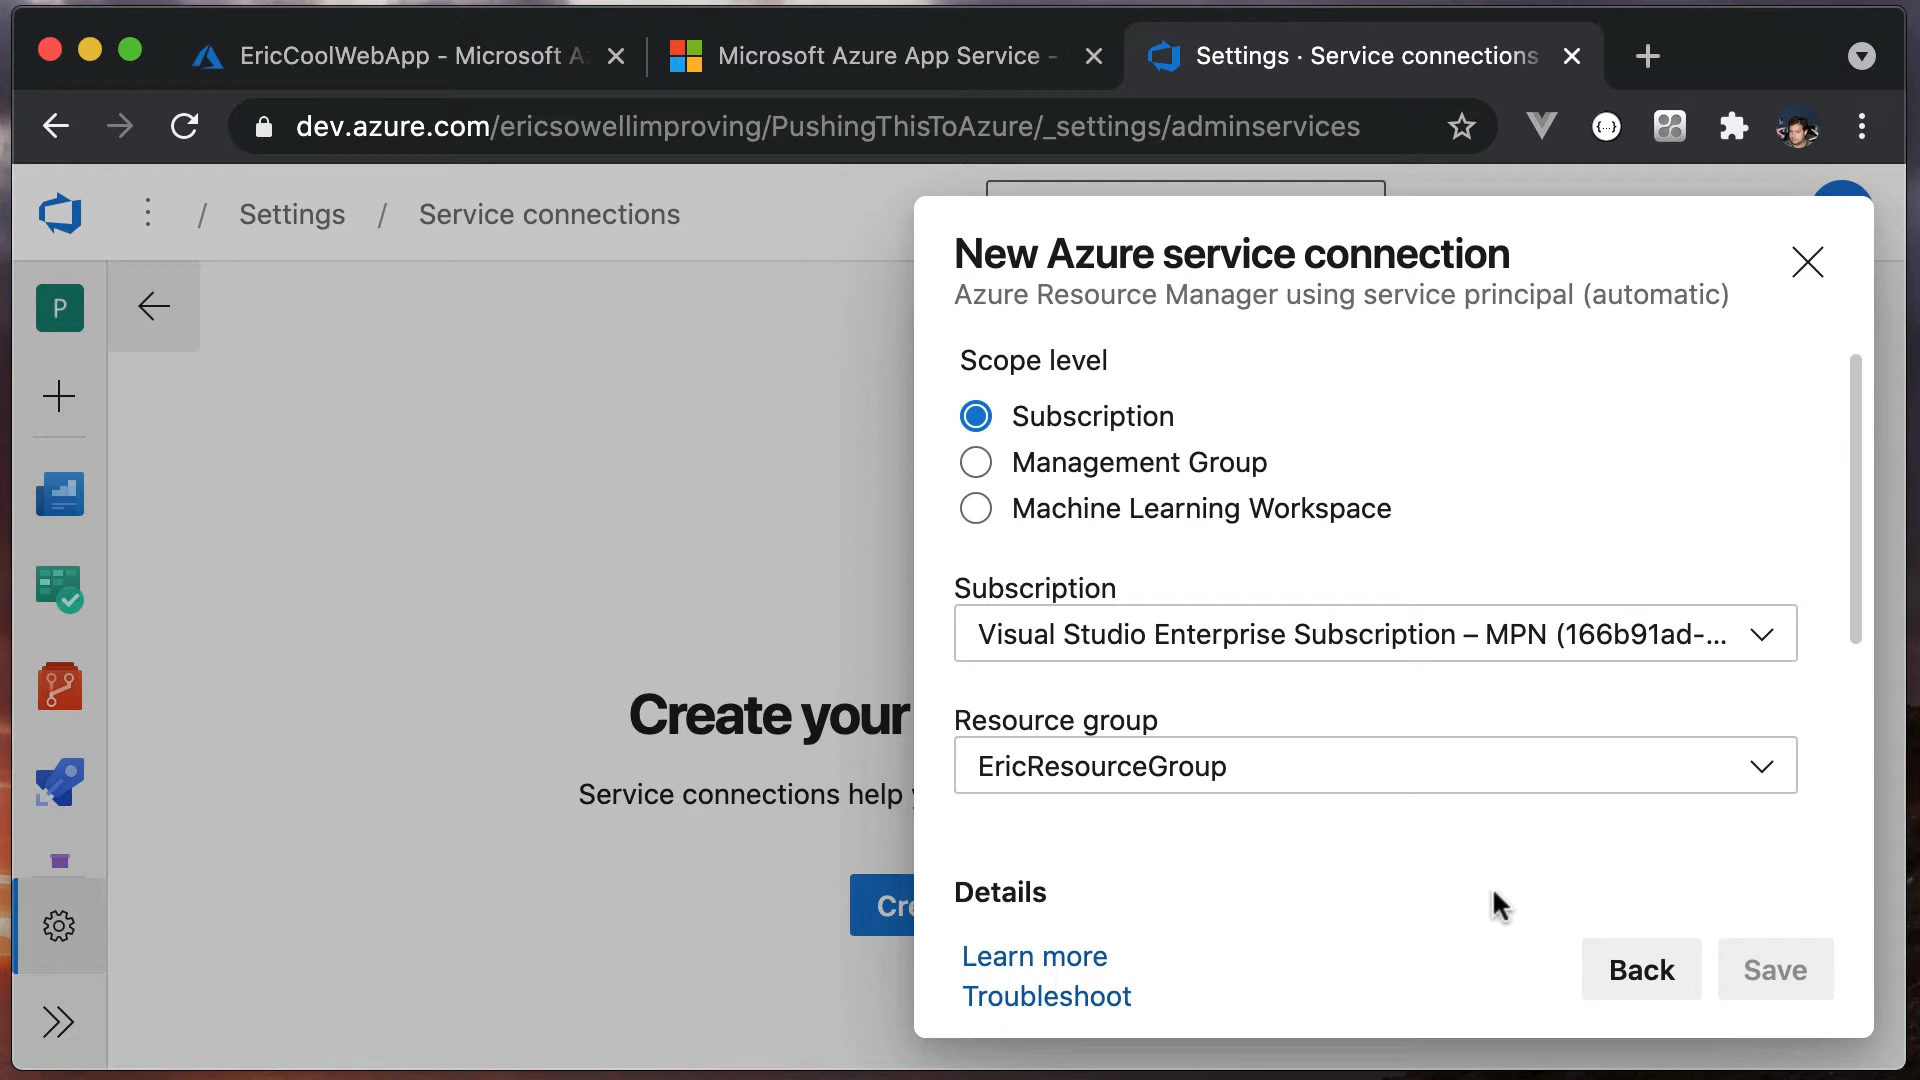 EricCoolWebApp - Microsoft A
Microsoft Azure App Service -
Settings · Service connections
dev.azure.com/ericsowellimproving/PushingThisToAzure/_settings/adminservices
/ Settings / Service connections
P
New Azure service connection
Azure Resource Manager using service principal (automatic)
Scope level
Subscription
Management Group
Machine Learning Workspace
Subscription
Visual Studio Enterprise Subscription – MPN (166b91ad-...
Resource group
EricResourceGroup
Create your
Service connections help
Cre
Details
Learn more
Troubleshoot
Back
Save